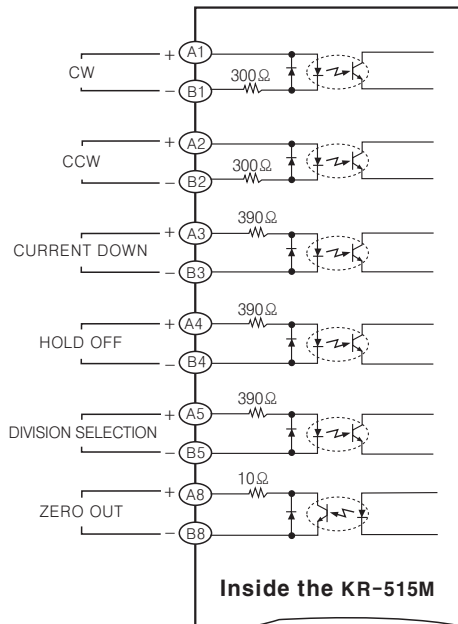 + A1
CW
300Ω
− B1
+ A2
CCW
300Ω
− B2
390Ω
+ A3
CURRENT DOWN
− B3
390Ω
+ A4
HOLD OFF
− B4
390Ω
+ A5
DIVISION SELECTION
− B5
10Ω
+ A8
ZERO OUT
− B8
Inside the KR-515M